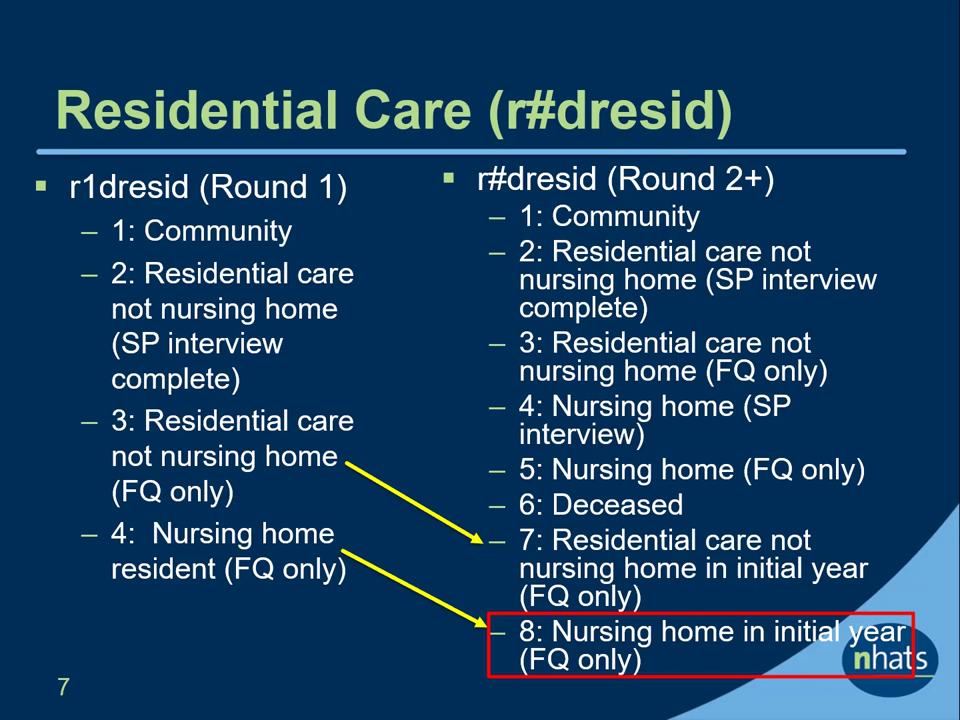 Residential Care (r#dresid)
▪ r1dresid (Round 1)
– 1: Community
– 2: Residential care
not nursing home
(SP interview
complete)
– 3: Residential care
not nursing home
(FQ only)
– 4:  Nursing home
resident (FQ only)
▪ r#dresid (Round 2+)
– 1: Community
– 2: Residential care not
nursing home (SP interview
complete)
– 3: Residential care not
nursing home (FQ only)
– 4: Nursing home (SP
interview)
– 5: Nursing home (FQ only)
– 6: Deceased
– 7: Residential care not
nursing home in initial year
(FQ only)
– 8: Nursing home in initial year
(FQ only)
nhats
7